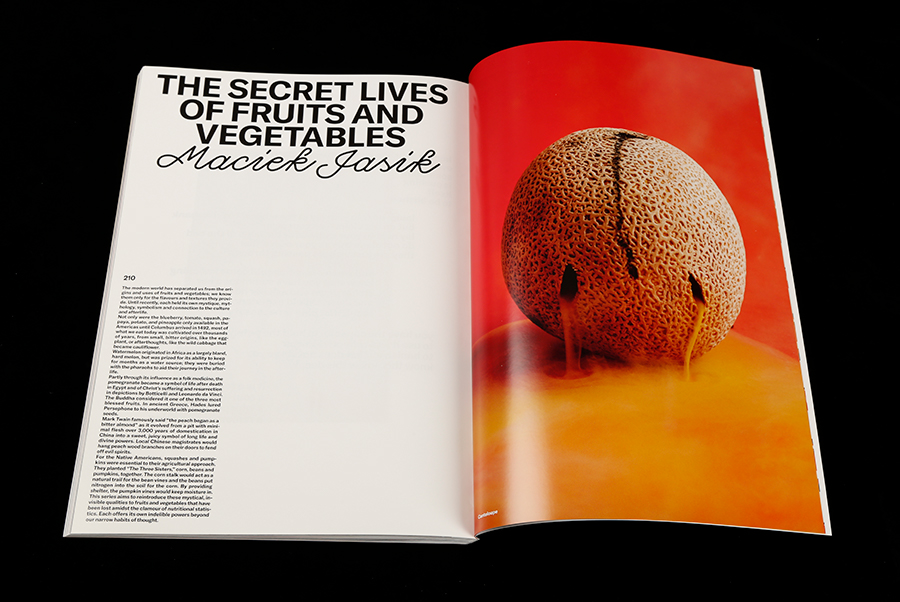 THE SECRET LIVES
OF FRUITS AND
VEGETABLES
Maciek Jasik
210
The modern world has separated us from the ori-
gins and uses of fruits and vegetables; we know
them only for the flavours and textures they provi-
de. Until recently, each held its own mystique, myt-
hology, symbolism and connection to the culture
and afterlife.
Not only were the blueberry, tomato, squash, pa-
paya, potato, and pineapple only available in the
Americas until Columbus arrived in 1492, most of
what we eat today was cultivated over thousands
of years, from small, bitter origins, like the egg-
plant, or afterthoughts, like the wild cabbage that
became cauliflower.
Watermelon originated in Africa as a largely bland,
hard melon, but was prized for its ability to keep
for months as a water source; they were buried
with the pharaohs to aid their journey in the after-
life.
Partly through its influence as a folk medicine, the
pomegranate became a symbol of life after death
in Egypt and of Christ's suffering and resurrection
in depictions by Botticelli and Leonardo da Vinci.
The Buddha considered it one of the three most
blessed fruits. In ancient Greece, Hades lured
Persephone to his underworld with pomegranate
seeds.
Mark Twain famously said "the peach began as a
bitter almond" as it evolved from a pit with mini-
mal flesh over 3,000 years of domestication in
China into a sweet, juicy symbol of long life and
divine powers. Local Chinese magistrates would
hang peach wood branches on their doors to fend
off evil spirits.
For the Native Americans, squashes and pump-
kins were essential to their agricultural approach.
They planted "The Three Sisters," corn, beans and
pumpkins, together. The corn stalk would act as a
natural trail for the bean vines and the beans put
nitrogen into the soil for the corn. By providing
shelter, the pumpkin vines would keep moisture in.
This series aims to reintroduce these mystical, in-
visible qualities to fruits and vegetables that have
been lost amidst the clamour of nutritional statis-
tics. Each offers its own indelible powers beyond
our narrow habits of thought.
Cantaloupe